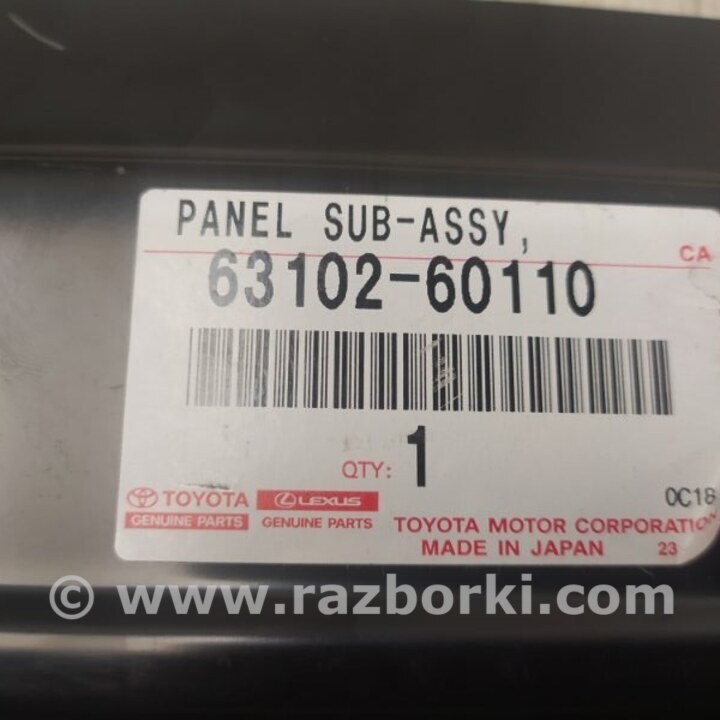 PANEL SUB-ASSY,
CA
63102-60110
QTY: 1
0C18
TOYOTA LEXUS
GENUINE PARTS GENUINE PARTS
TOYOTA MOTOR CORPORATION
MADE IN JAPAN 23
© www.razborki.com